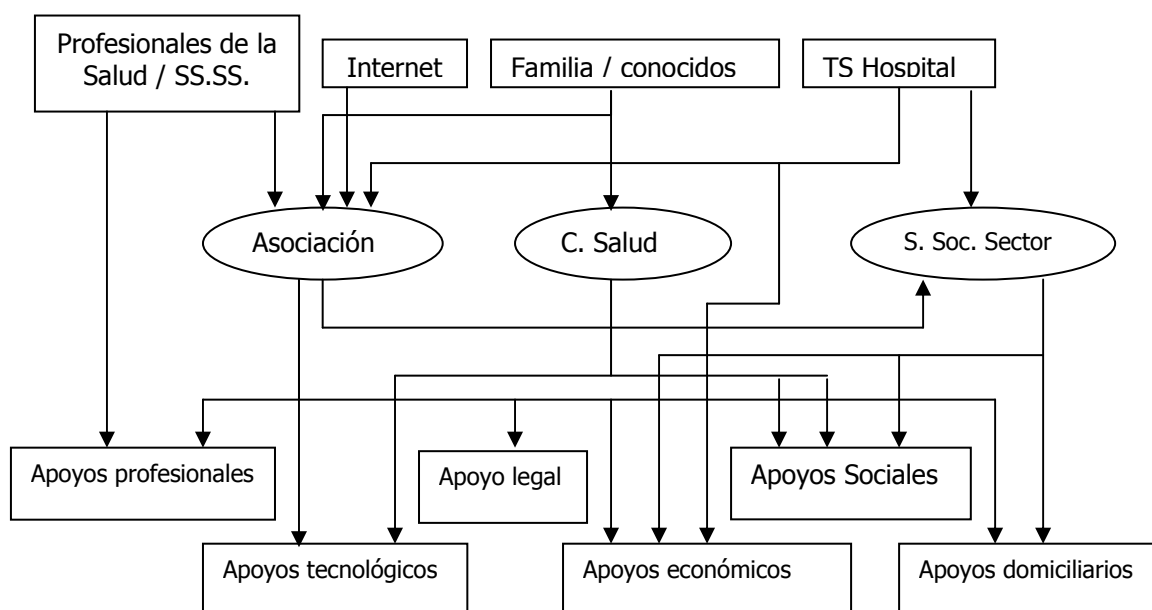 Profesionales de la
Salud / SS.SS.
Internet
Familia / conocidos
TS Hospital
Asociación
C. Salud
S. Soc. Sector
Apoyos profesionales
Apoyo legal
Apoyos Sociales
Apoyos tecnológicos
Apoyos económicos
Apoyos domiciliarios